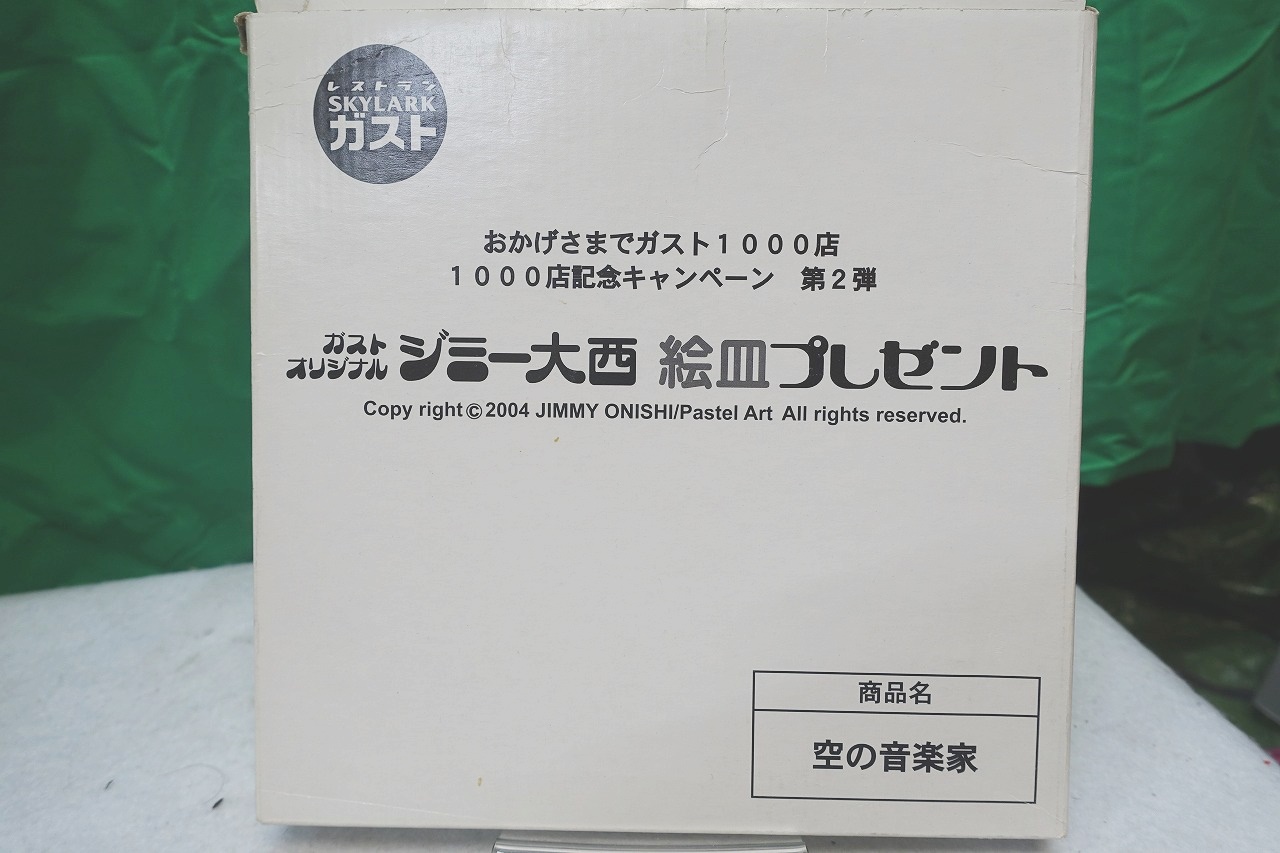 レストラン
SKYLARK
ガスト
おかげさまでガスト１０００店
１０００店記念キャンペーン　第２弾
ガスト
オリジナル ジミー大西 絵皿プレゼント
Copy right©2004 JIMMY ONISHI/Pastel Art All rights reserved.
商品名
空の音楽家